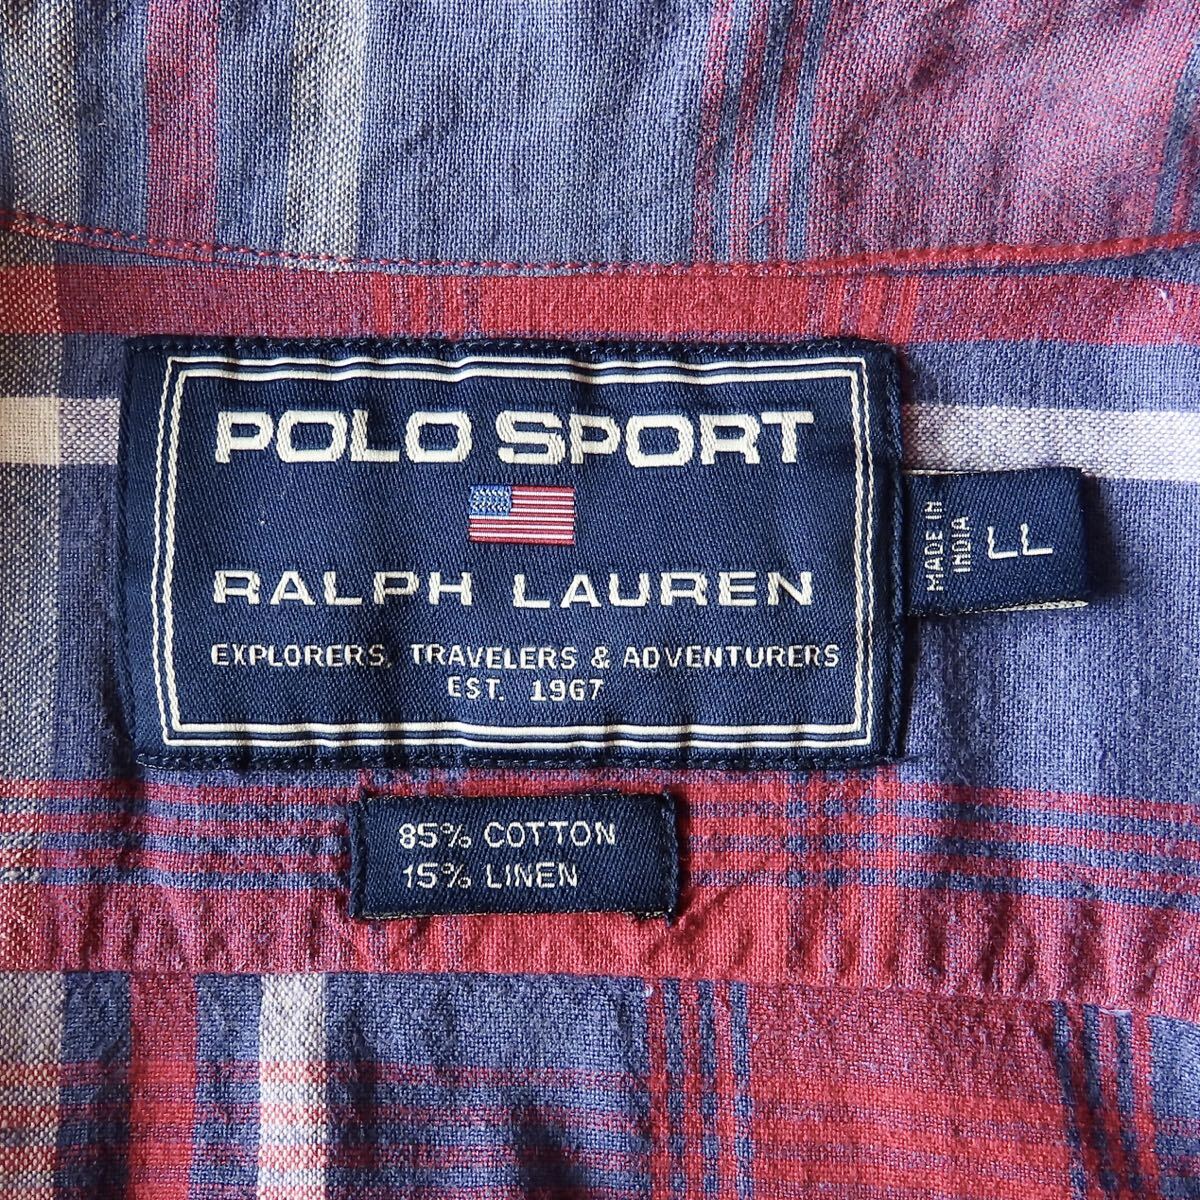 POLO SPORT
RALPH LAUREN
EXPLORERS, TRAVELERS & ADVENTURERS
EST. 1967
MADE IN
INDIA
LL
85% COTTON
15% LINEN